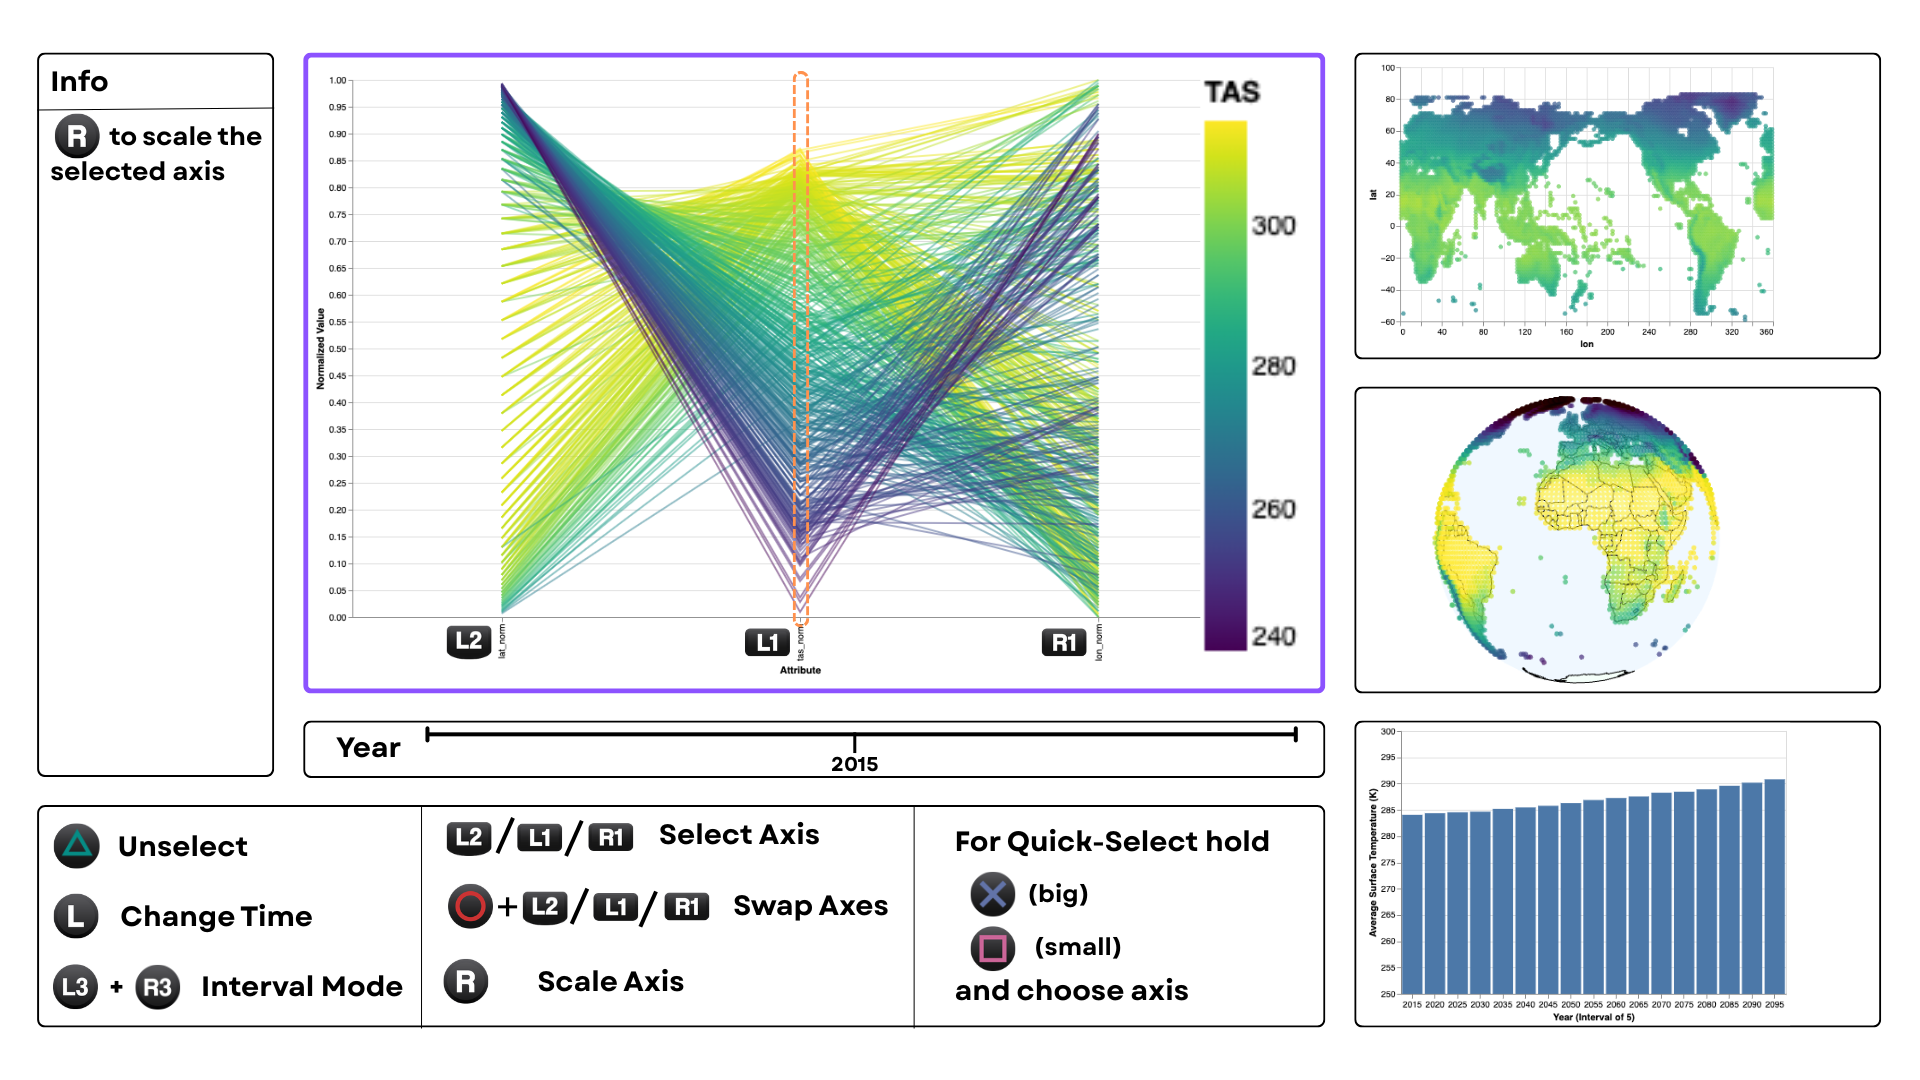 Info
R to scale the
selected axis
1.00
0.95
0.90
0.85
0.80
0.75
0.70
0.65
0.60
0.55
0.50
0.45
0.40
0.35
0.30
0.25
0.20
0.15
0.10
0.05
0.00
Normalized Value
L2 lat_norm
L1 tas_norm
R1 lon_norm
Attribute
TAS
300
280
260
240
Year
2015
100
80
60
40
20
0
−20
−40
−60
lat
0 40 80 120 160 200 240 280 320 360
lon
300
295
290
285
280
275
270
265
260
255
250
Average Surface Temperature (K)
2015 2020 2025 2030 2035 2040 2045 2050 2055 2060 2065 2070 2075 2080 2085 2090 2095
Year (Interval of 5)
Unselect
L Change Time
L3 + R3 Interval Mode
L2 / L1 / R1 Select Axis
+ L2 / L1 / R1 Swap Axes
R Scale Axis
For Quick-Select hold
(big)
(small)
and choose axis